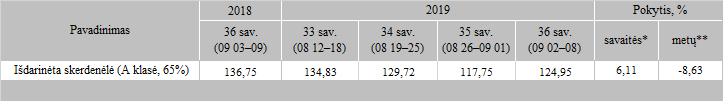 Pavadinimas
2018
2019
Pokytis, %
36 sav.
(09 03–09)
33 sav.
(08 12–18)
34 sav.
(08 19–25)
35 sav.
(08 26–09 01)
36 sav.
(09 02–08)
savaitės*
metų**
Išdarinėta skerdenėlė (A klasė, 65%)
136,75
134,83
129,72
117,75
124,95
6,11
-8,63